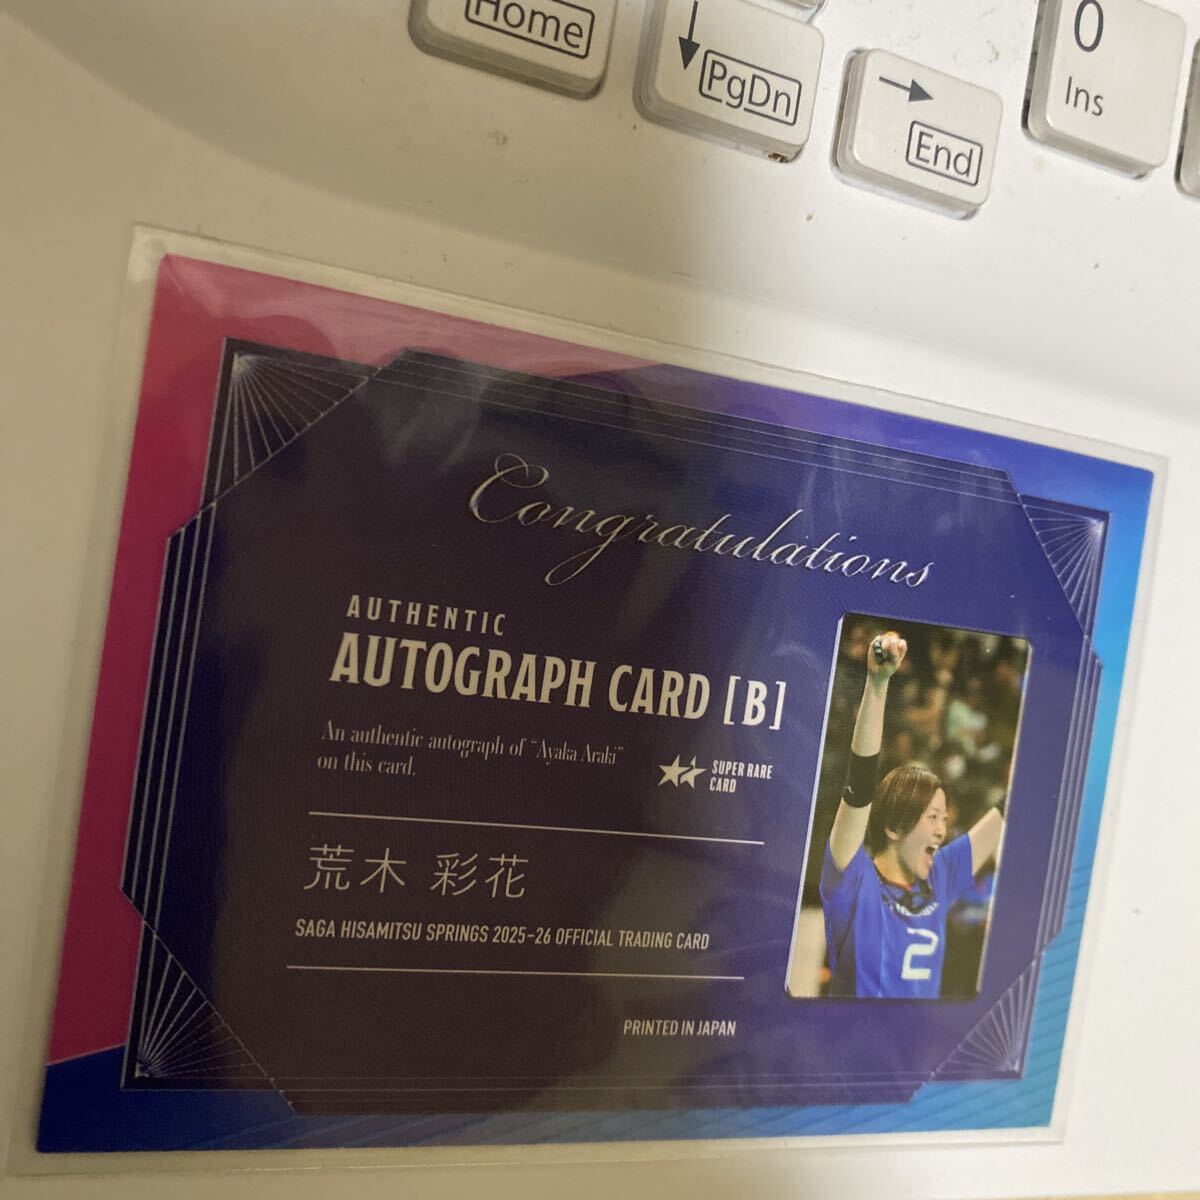 Home
↓
PgDn
→
End
0
Ins
Congratulations
AUTHENTIC
AUTOGRAPH CARD [B]
An authentic autograph of “Ayaka Araki”
on this card.
SUPER RARE
CARD
荒木 彩花
SAGA HISAMITSU SPRINGS 2025-26 OFFICIAL TRADING CARD
PRINTED IN JAPAN
2